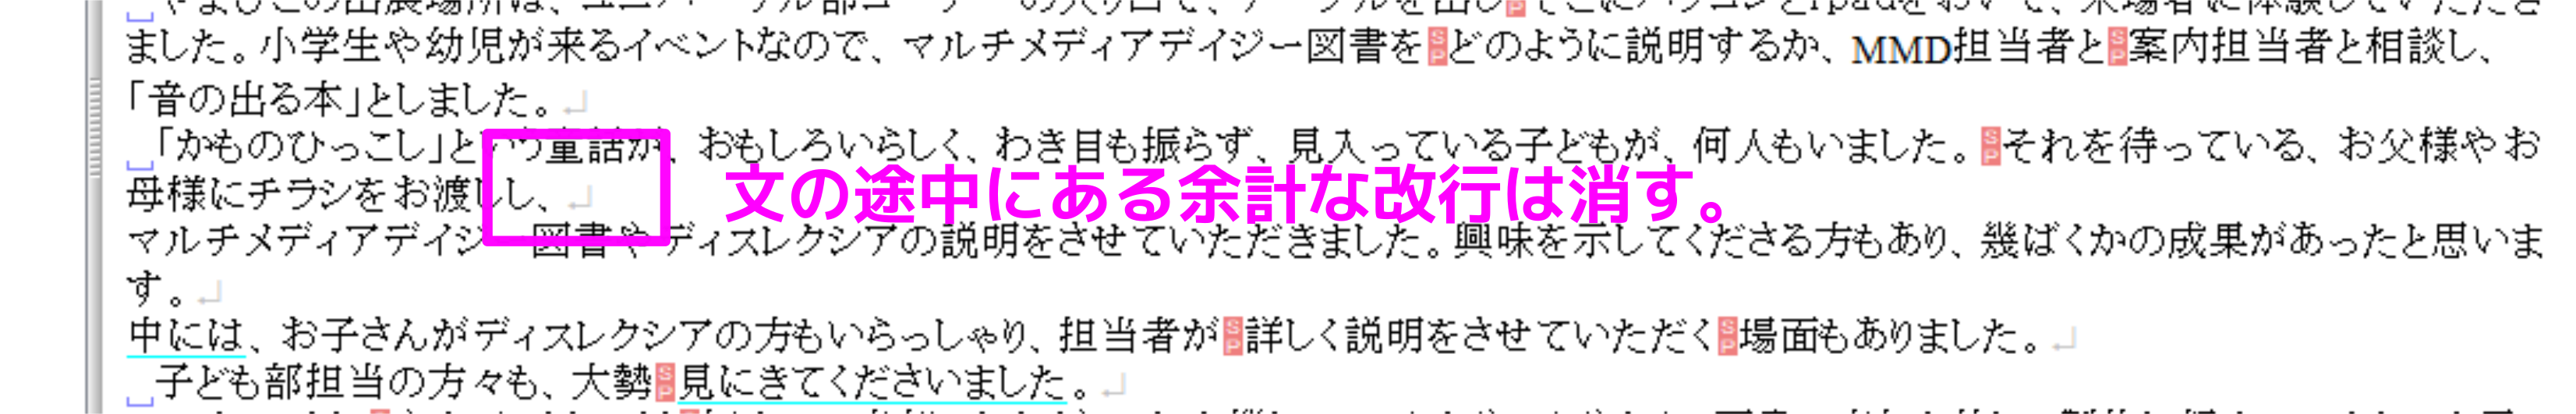 ました。小学生や幼児が来るイベントなので、マルチメディアデイジー図書をどのように説明するか、MMD担当者と案内担当者と相談し、
「音の出る本」としました。
「かものひっこし」という童話が、おもしろいらしく、わき目も振らず、見入っている子どもが、何人もいました。それを待っている、お父様やお
母様にチラシをお渡しし、
文の途中にある余計な改行は消す。
マルチメディアデイジー図書やディスレクシアの説明をさせていただきました。興味を示してくださる方もあり、幾ばくかの成果があったと思いま
す。
中には、お子さんがディスレクシアの方もいらっしゃり、担当者が詳しく説明をさせていただく場面もありました。
子ども部担当の方々も、大勢見にきてくださいました。